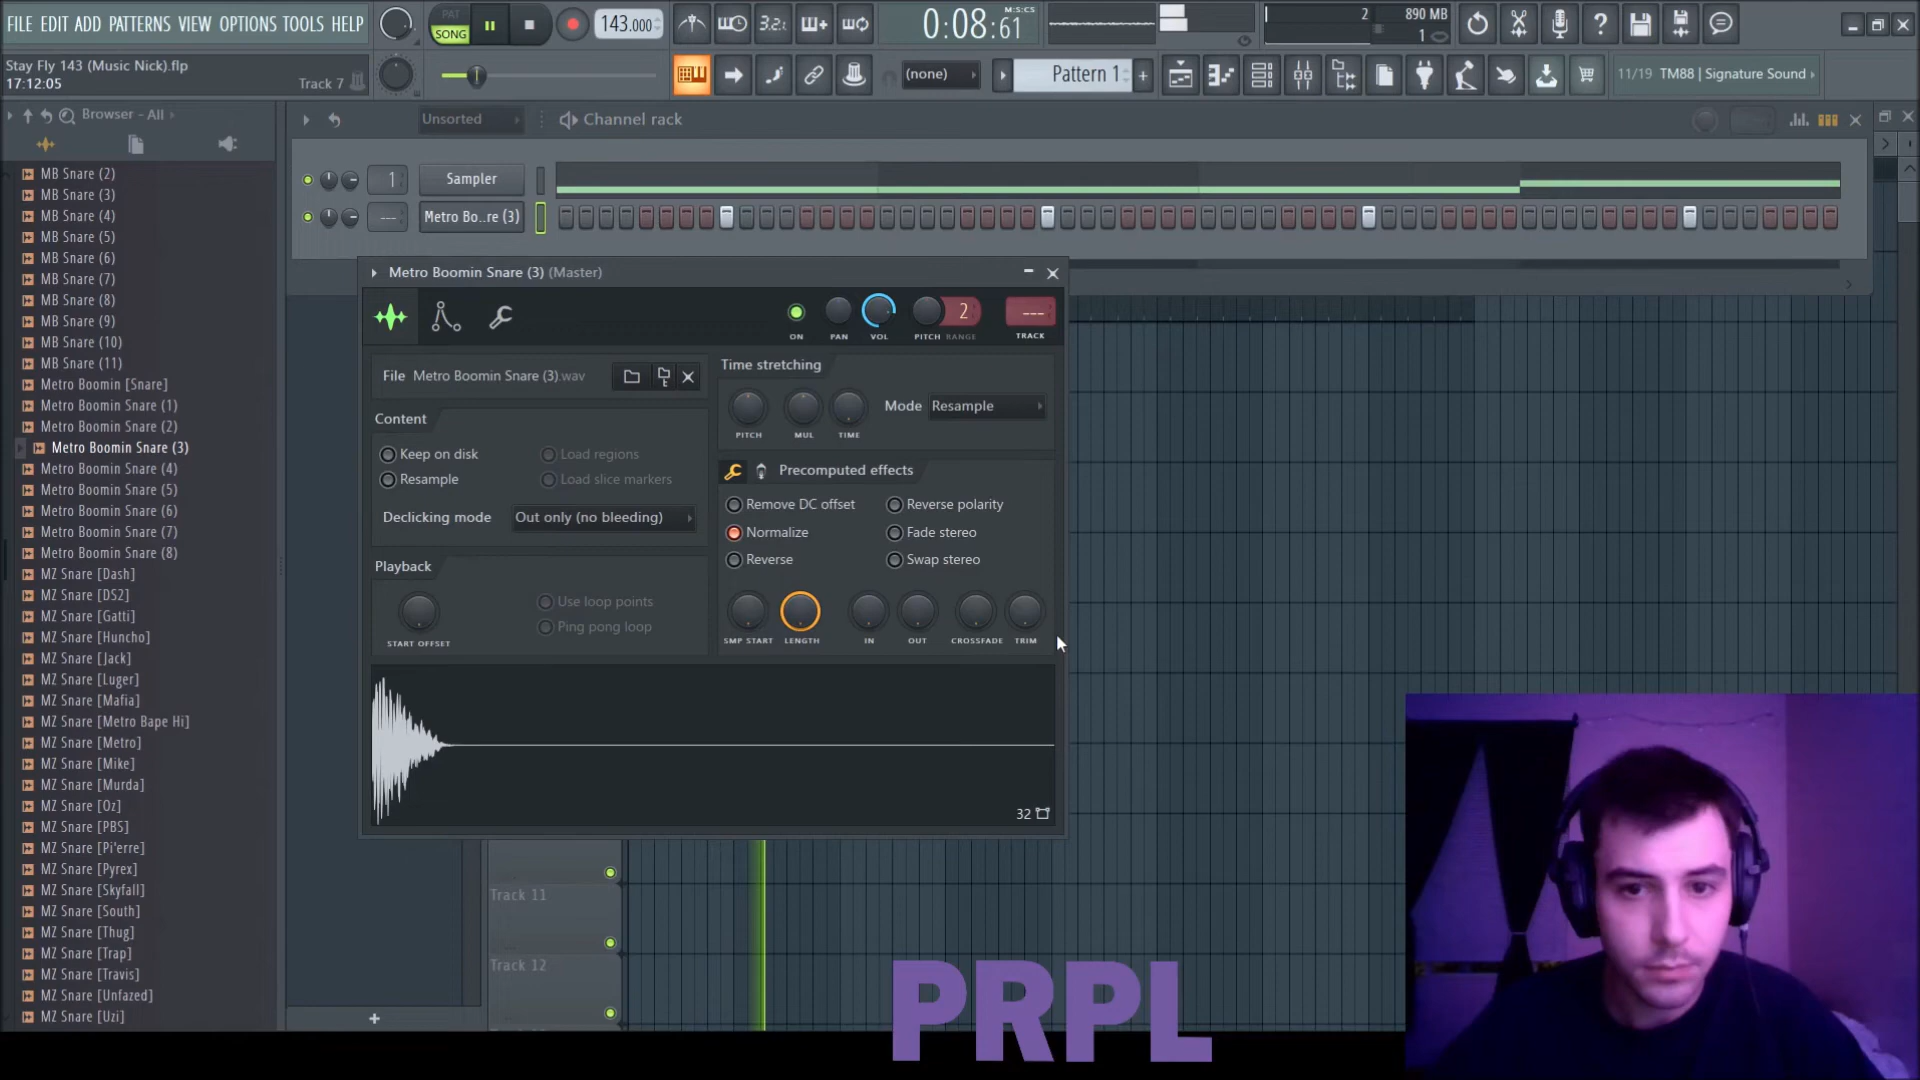 FILE EDIT ADD PATTERNS VIEW OPTIONS TOOLS HELP
PAT
SONG
143.000
3.2
0:08:61
M:S:CS
2
890 MB
1
Stay Fly 143 (Music Nick).flp
17:12:05
Track 7
(none)
Pattern 1
11/19 TM88 | Signature Sound
Browser - All
Unsorted
Channel rack
1
Sampler
---
Metro Bo..re (3)
MB Snare (2)
MB Snare (3)
MB Snare (4)
MB Snare (5)
MB Snare (6)
MB Snare (7)
MB Snare (8)
MB Snare (9)
MB Snare (10)
MB Snare (11)
Metro Boomin [Snare]
Metro Boomin Snare (1)
Metro Boomin Snare (2)
Metro Boomin Snare (3)
Metro Boomin Snare (4)
Metro Boomin Snare (5)
Metro Boomin Snare (6)
Metro Boomin Snare (7)
Metro Boomin Snare (8)
MZ Snare [Dash]
MZ Snare [DS2]
MZ Snare [Gatti]
MZ Snare [Huncho]
MZ Snare [Jack]
MZ Snare [Luger]
MZ Snare [Mafia]
MZ Snare [Metro Bape Hi]
MZ Snare [Metro]
MZ Snare [Mike]
MZ Snare [Murda]
MZ Snare [Oz]
MZ Snare [PBS]
MZ Snare [Pi'erre]
MZ Snare [Pyrex]
MZ Snare [Skyfall]
MZ Snare [South]
MZ Snare [Thug]
MZ Snare [Trap]
MZ Snare [Travis]
MZ Snare [Unfazed]
MZ Snare [Uzi]
Metro Boomin Snare (3) (Master)
2
---
ON
PAN
VOL
PITCH RANGE
TRACK
File Metro Boomin Snare (3).wav
Content
Keep on disk
Load regions
Resample
Load slice markers
Declicking mode
Out only (no bleeding)
Playback
Use loop points
Ping pong loop
START OFFSET
Time stretching
Mode Resample
PITCH
MUL
TIME
Precomputed effects
Remove DC offset
Reverse polarity
Normalize
Fade stereo
Reverse
Swap stereo
SMP START
LENGTH
IN
OUT
CROSSFADE
TRIM
32
Track 11
Track 12
PRPL